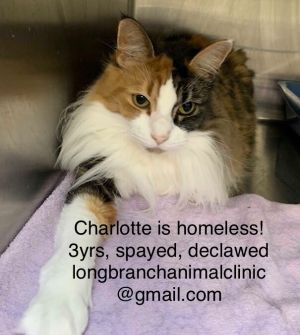 Charlotte is homeless!
3yrs, spayed, declawed
longbranchanimalclinic
@gmail.com